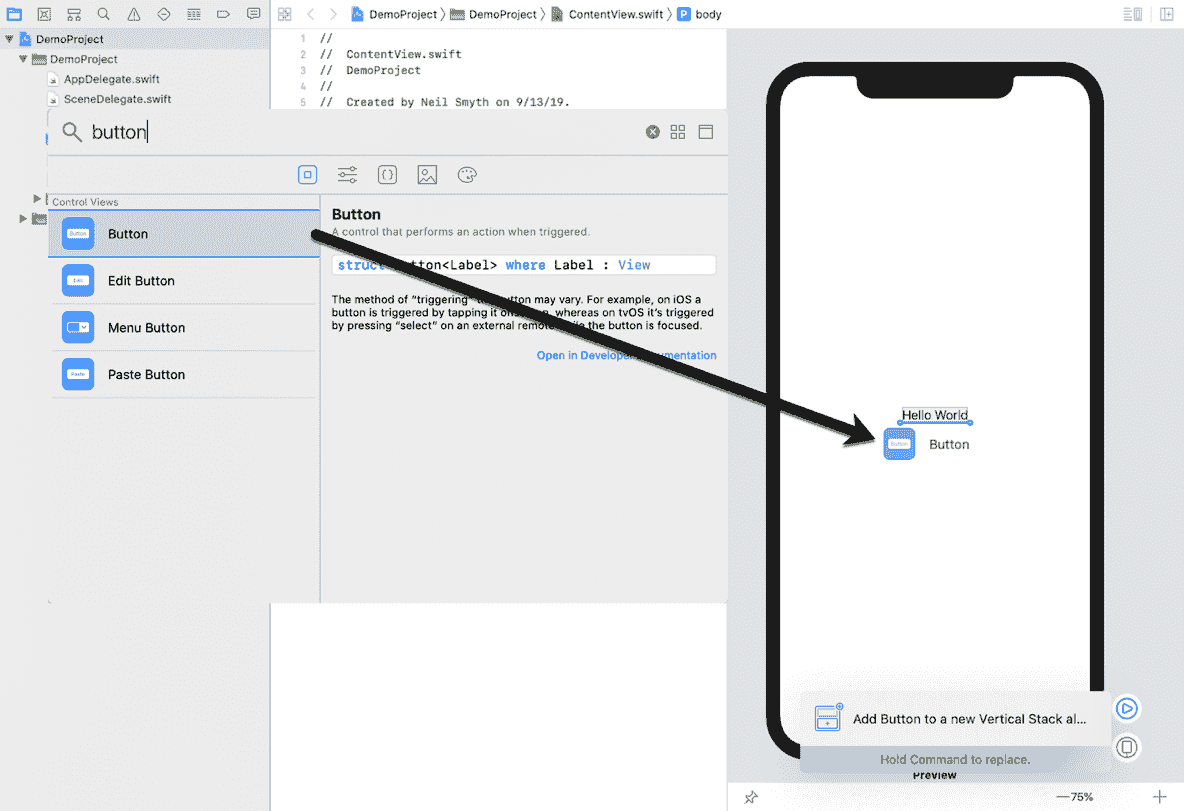 DemoProject
DemoProject
ContentView.swift
body
DemoProject
DemoProject
AppDelegate.swift
SceneDelegate.swift
1 //
2 // ContentView.swift
3 // DemoProject
4 //
5 // Created by Neil Smyth on 9/13/19.
button
Control Views
Button
Button
Edit
Edit Button
Menu Button
Paste
Paste Button
Button
A control that performs an action when triggered.
struct Button<Label> where Label : View
The method of “triggering” the button may vary. For example, on iOS a
button is triggered by tapping it onscreen, whereas on tvOS it’s triggered
by pressing “select” on an external remote while the button is focused.
Open in Developer Documentation
Hello World
Button
Button
Add Button to a new Vertical Stack al...
Hold Command to replace.
Preview
—75%